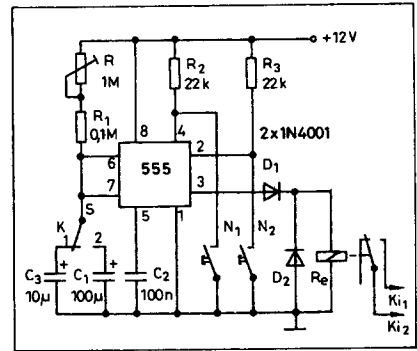 +12V
R
1M
R2
22k
R3
22k
R1
0,1M
8
4
2
2x1N4001
D1
6
555
3
7
S
5
1
K
1
2
N1
N2
C3
10µ
+
C1
100µ
+
C2
100n
D2
Re
Ki1
Ki2